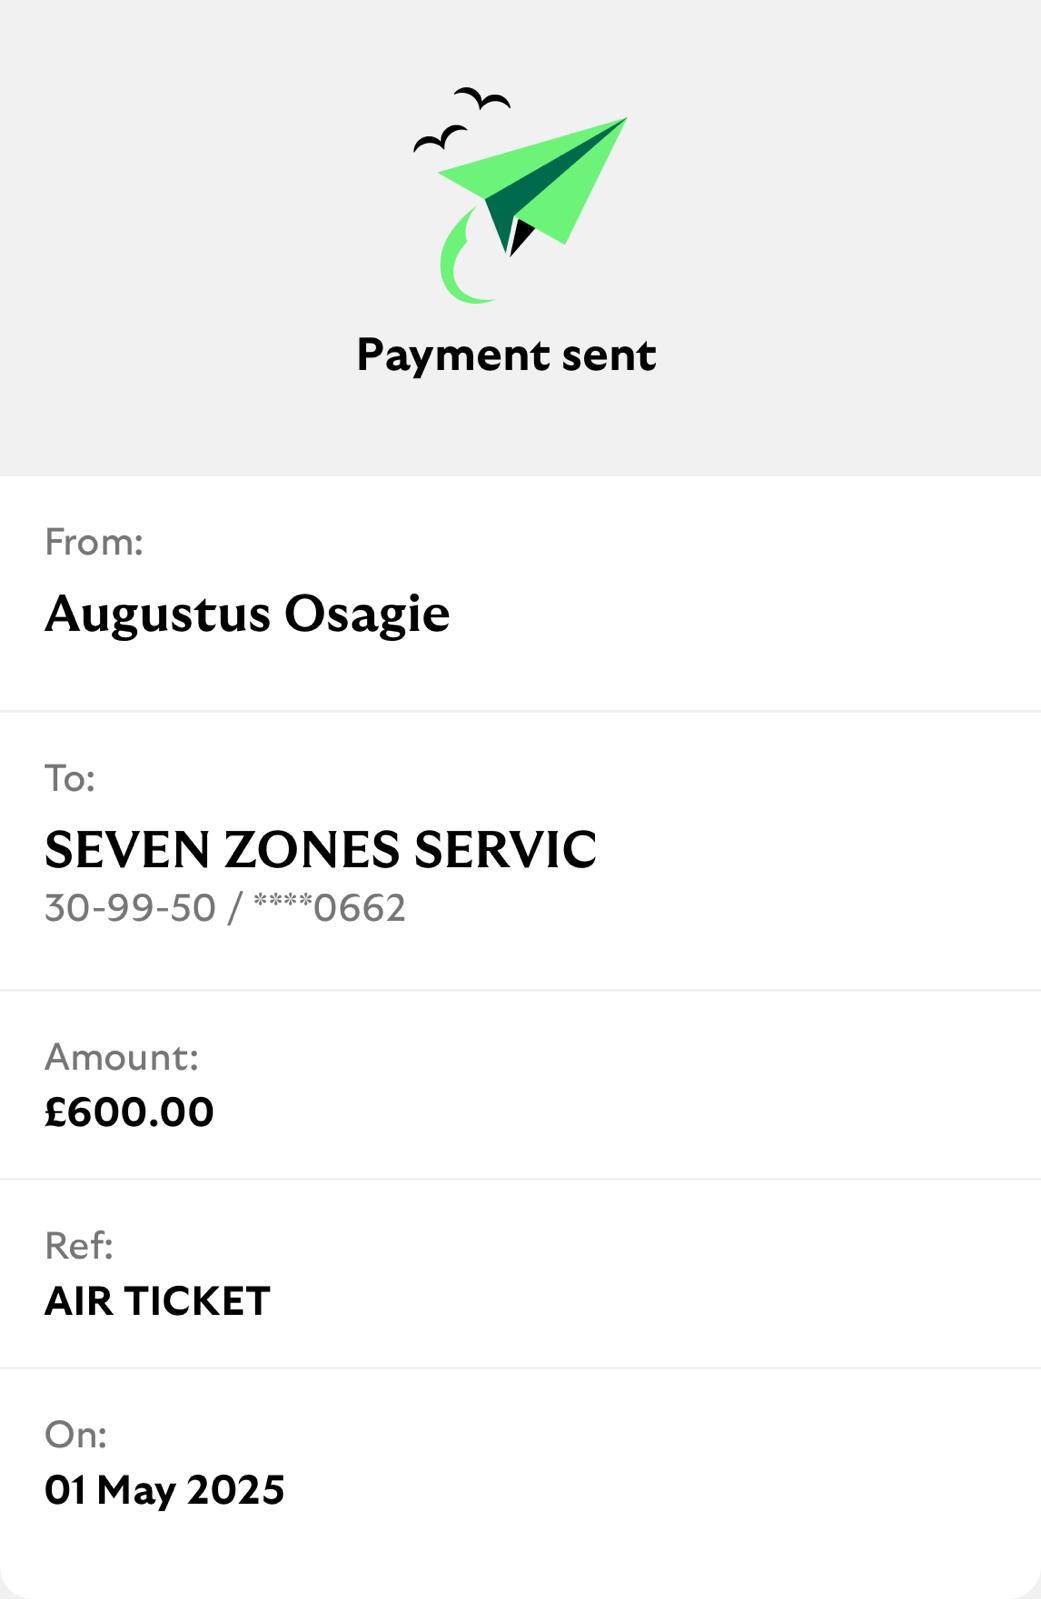 Payment sent
From:
Augustus Osagie
To:
SEVEN ZONES SERVIC
30-99-50 / ****0662
Amount:
£600.00
Ref:
AIR TICKET
On:
01 May 2025